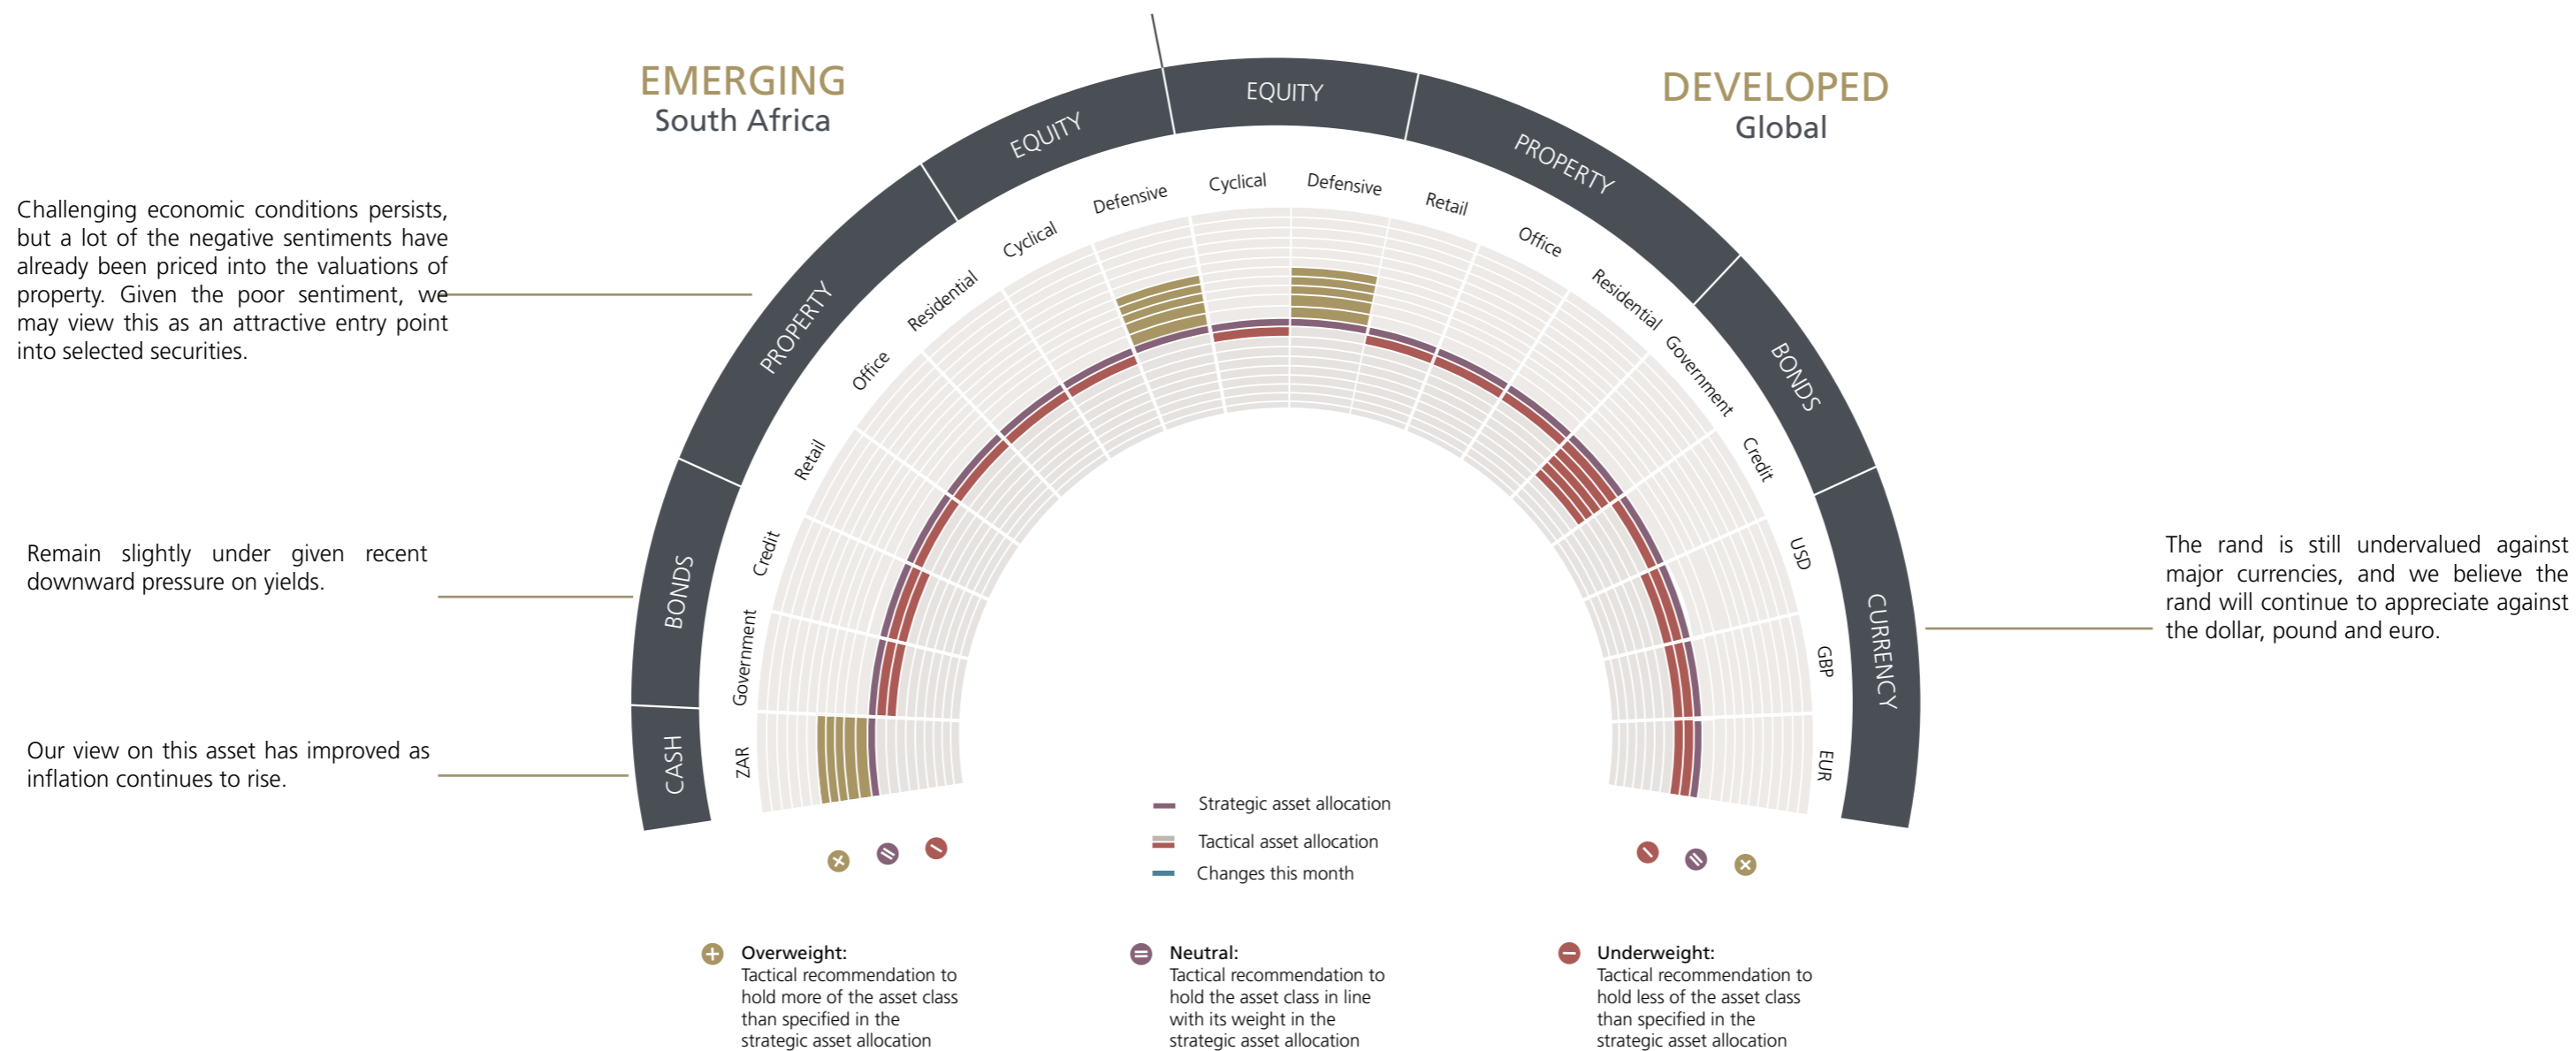 EMERGING
South Africa
DEVELOPED
Global
Challenging economic conditions persists,
but a lot of the negative sentiments have
already been priced into the valuations of
property. Given the poor sentiment, we
may view this as an attractive entry point
into selected securities.
Remain slightly under given recent
downward pressure on yields.
Our view on this asset has improved as
inflation continues to rise.
CASH
BONDS
PROPERTY
EQUITY
EQUITY
PROPERTY
BONDS
CURRENCY
ZAR
Government
Credit
Retail
Office
Residential
Cyclical
Defensive
Cyclical
Defensive
Retail
Office
Residential
Government
Credit
USD
GBP
EUR
The rand is still undervalued against
major currencies, and we believe the
rand will continue to appreciate against
the dollar, pound and euro.
Strategic asset allocation
Tactical asset allocation
Changes this month
Overweight:
Tactical recommendation to
hold more of the asset class
than specified in the
strategic asset allocation
Neutral:
Tactical recommendation to
hold the asset class in line
with its weight in the
strategic asset allocation
Underweight:
Tactical recommendation to
hold less of the asset class
than specified in the
strategic asset allocation